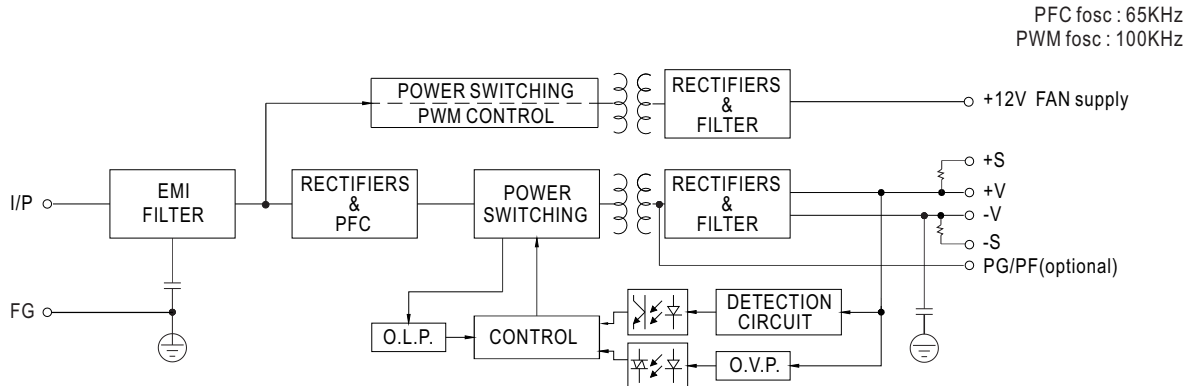 PFC fosc : 65KHz
PWM fosc : 100KHz
POWER SWITCHING
PWM CONTROL
RECTIFIERS
&
FILTER
+12V FAN supply
I/P
EMI
FILTER
RECTIFIERS
&
PFC
POWER
SWITCHING
RECTIFIERS
&
FILTER
+S
+V
-V
-S
PG/PF(optional)
FG
O.L.P.
CONTROL
DETECTION
CIRCUIT
O.V.P.